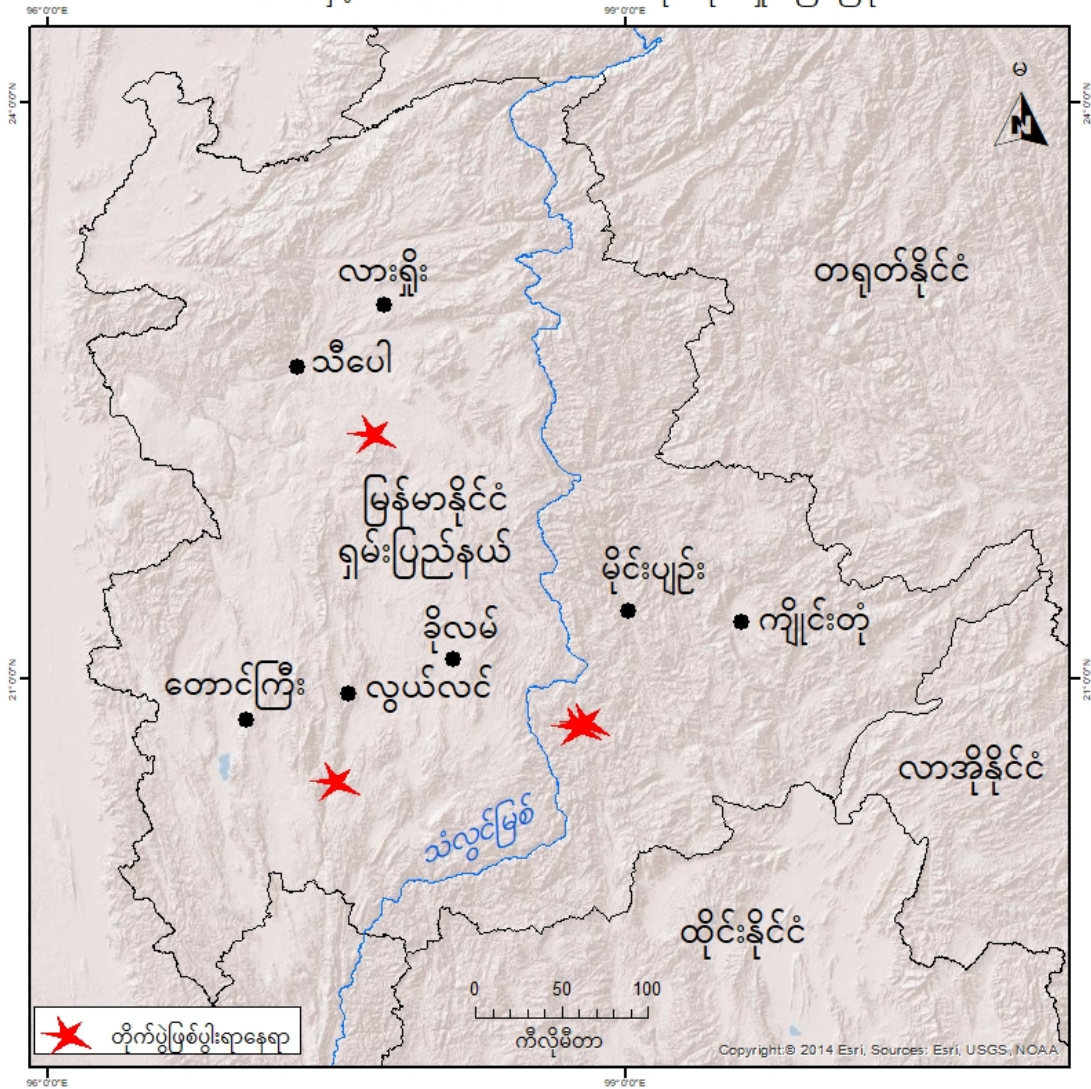 96°0'0"E
99°0'0"E
24°0'0"N
24°0'0"N
မ
N
လားရှိုး
တရုတ်နိုင်ငံ
သီပေါ
မြန်မာနိုင်ငံ
ရှမ်းပြည်နယ်
မိုင်းပျဉ်း
ကျိုင်းတုံ
ခိုလမ်
တောင်ကြီး
လွယ်လင်
21°0'0"N
21°0'0"N
လာအိုနိုင်ငံ
သံလွင်မြစ်
ထိုင်းနိုင်ငံ
0 50 100
ကီလိုမီတာ
တိုက်ပွဲဖြစ်ပွါးရာနေရာ
Copyright:© 2014 Esri, Sources: Esri, USGS, NOAA
96°0'0"E
99°0'0"E